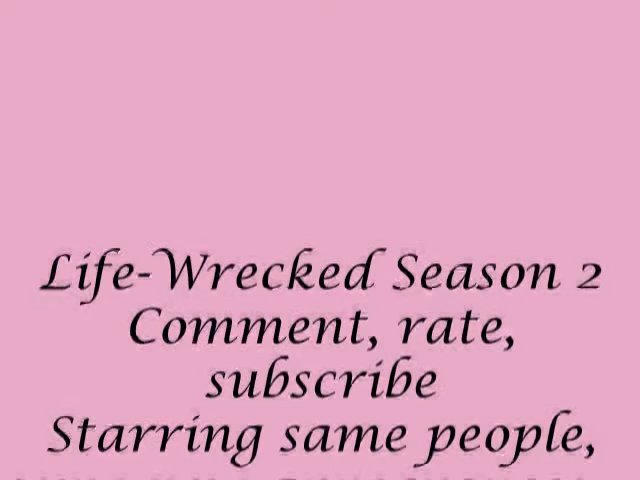 Life-Wrecked Season 2
Comment, rate,
subscribe
Starring same people,